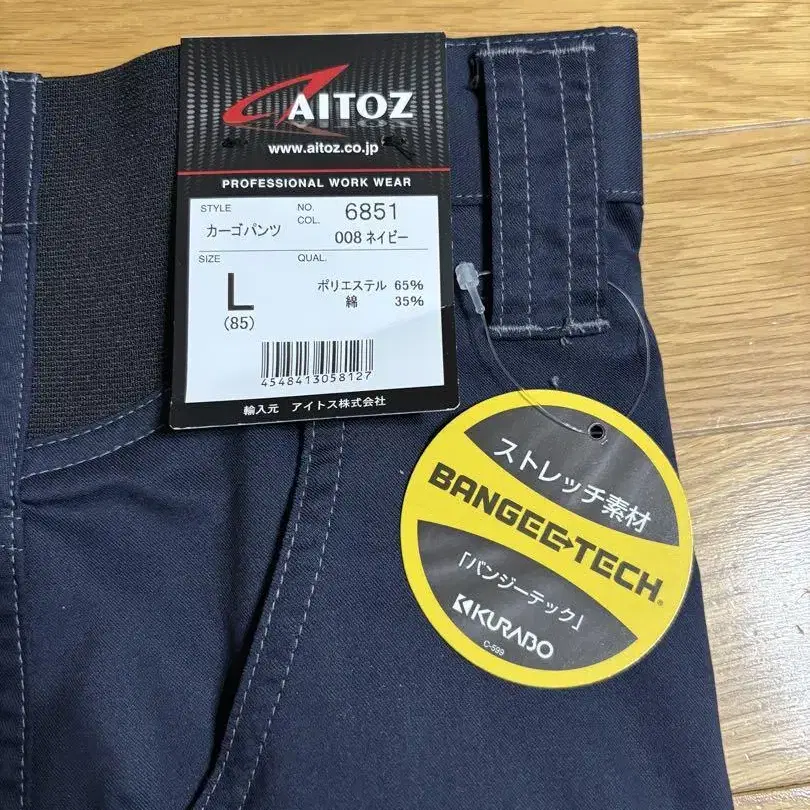 AITOZ
www.aitoz.co.jp
PROFESSIONAL WORK WEAR
STYLE
カーゴパンツ
NO. 6851
COL. 008 ネイビー
SIZE
L
(85)
QUAL.
ポリエステル 65%
綿 35%
4548413058127
輸入元 アイトス株式会社
ストレッチ素材
BANGEE→TECH®
「バンジーテック」
KURABO
C-599